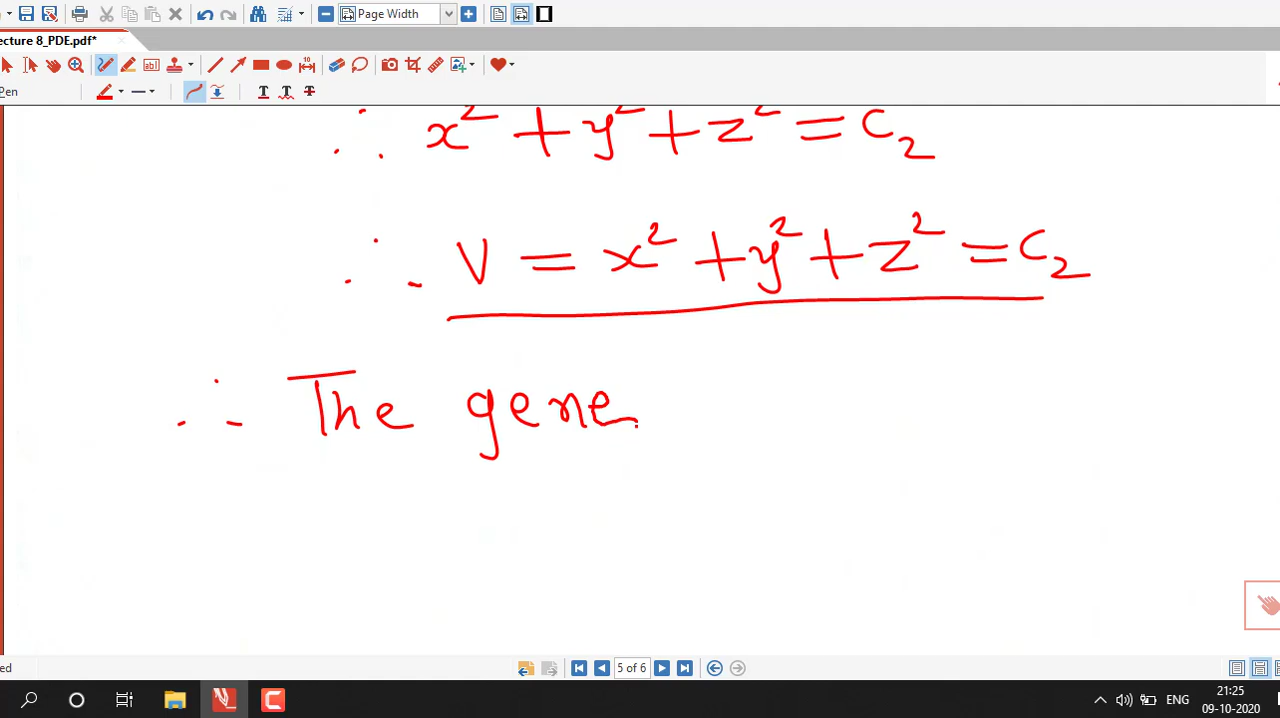 Page Width
ecture 8_PDE.pdf*
Pen
∴ x² + y² + z² = C₂
∴ V = x² + y² + z² = C₂
∴ The gene
5 of 6
ed
ENG
21:25
09-10-2020